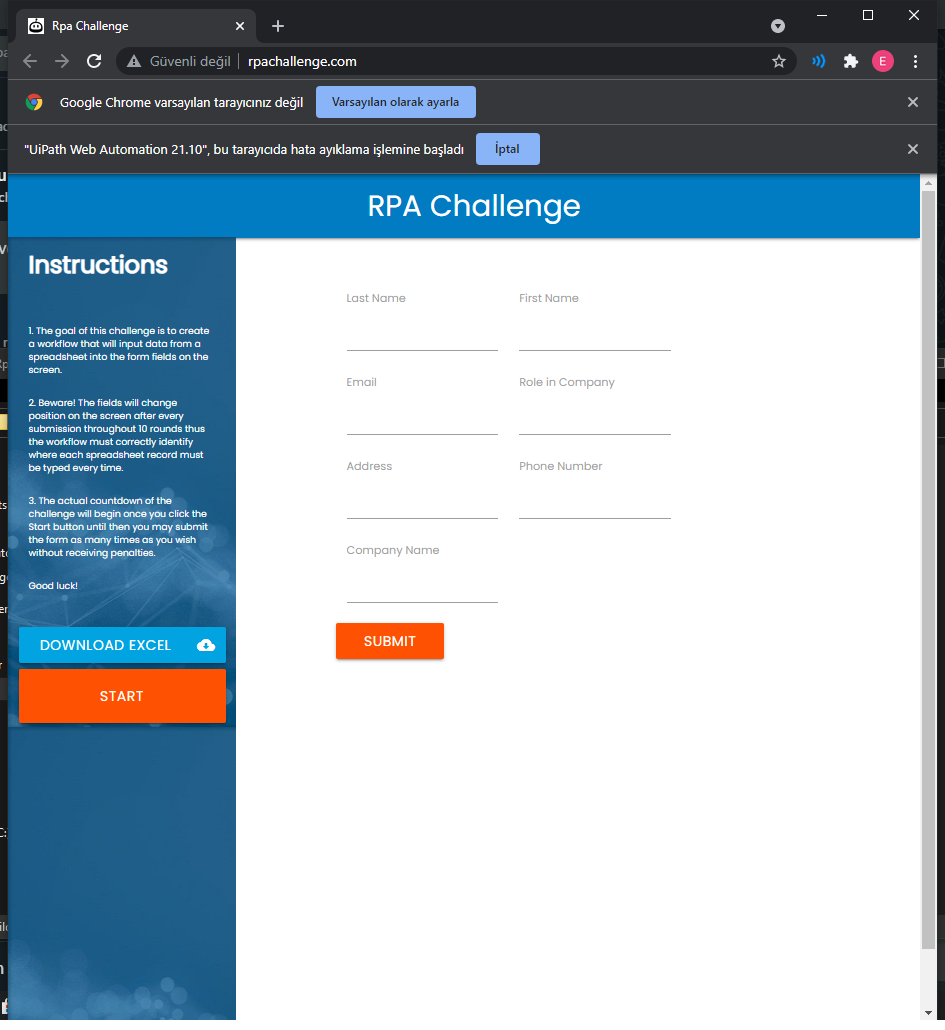 Rpa Challenge
Güvenli değil rpachallenge.com
E
Google Chrome varsayılan tarayıcınız değil Varsayılan olarak ayarla
"UiPath Web Automation 21.10", bu tarayıcıda hata ayıklama işlemine başladı İptal
RPA Challenge
Instructions
1. The goal of this challenge is to create
a workflow that will input data from a
spreadsheet into the form fields on the
screen.
2. Beware! The fields will change
position on the screen after every
submission throughout 10 rounds thus
the workflow must correctly identify
where each spreadsheet record must
be typed every time.
3. The actual countdown of the
challenge will begin once you click the
Start button until then you may submit
the form as many times as you wish
without receiving penalties.
Good luck!
DOWNLOAD EXCEL
START
Last Name First Name
Email Role in Company
Address Phone Number
Company Name
SUBMIT